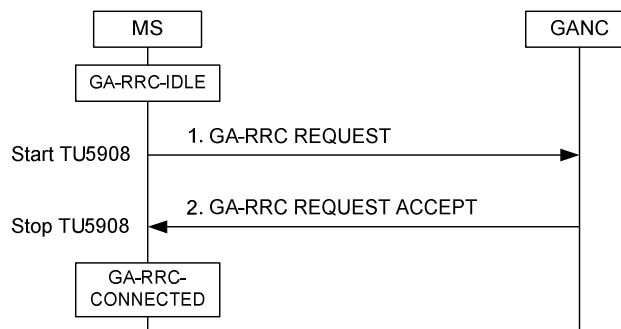 MS
GANC
GA-RRC-IDLE
1. GA-RRC REQUEST
Start TU5908
2. GA-RRC REQUEST ACCEPT
Stop TU5908
GA-RRC-
CONNECTED